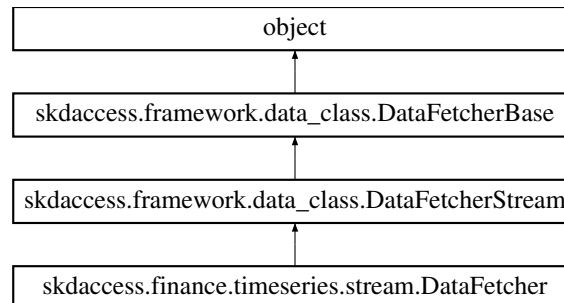 object
skdaccess.framework.data_class.DataFetcherBase
skdaccess.framework.data_class.DataFetcherStream
skdaccess.finance.timeseries.stream.DataFetcher